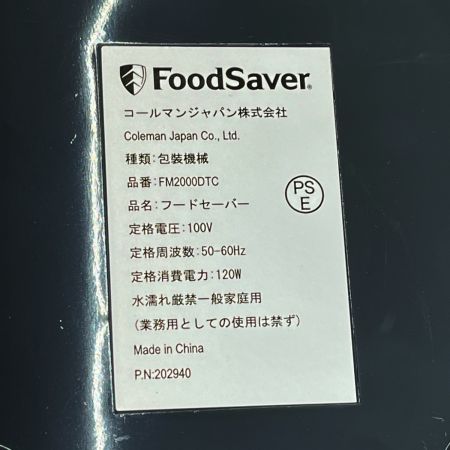 FoodSaver®
コールマンジャパン株式会社
Coleman Japan Co., Ltd.
種類:包装機械
品番:FM2000DTC
品名:フードセーバー
PS
E
定格電圧:100V
定格周波数:50-60Hz
定格消費電力:120W
水濡れ厳禁一般家庭用
(業務用としての使用は禁ず)
Made in China
P.N:202940